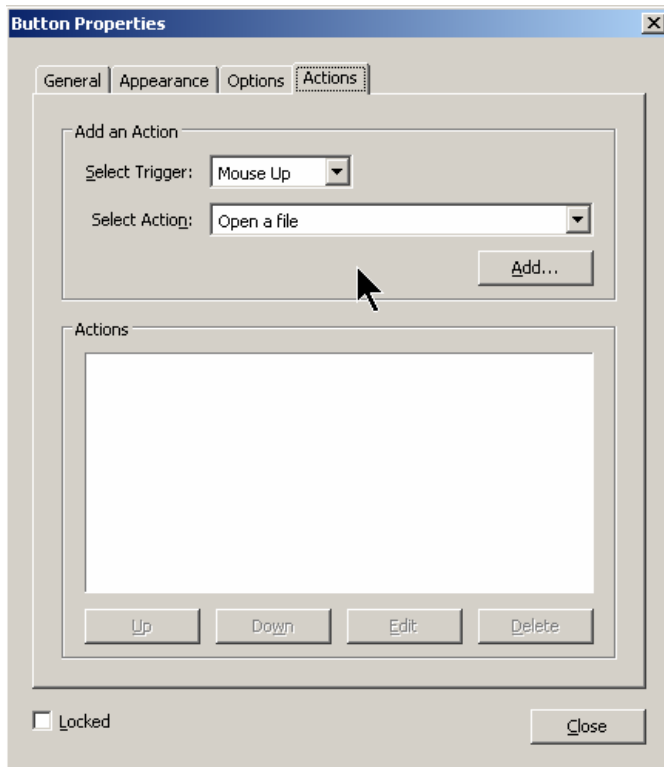 Button Properties
General Appearance Options Actions
Add an Action
Select Trigger: Mouse Up
Select Action: Open a file
Add...
Actions
Up Down Edit Delete
Locked
Close